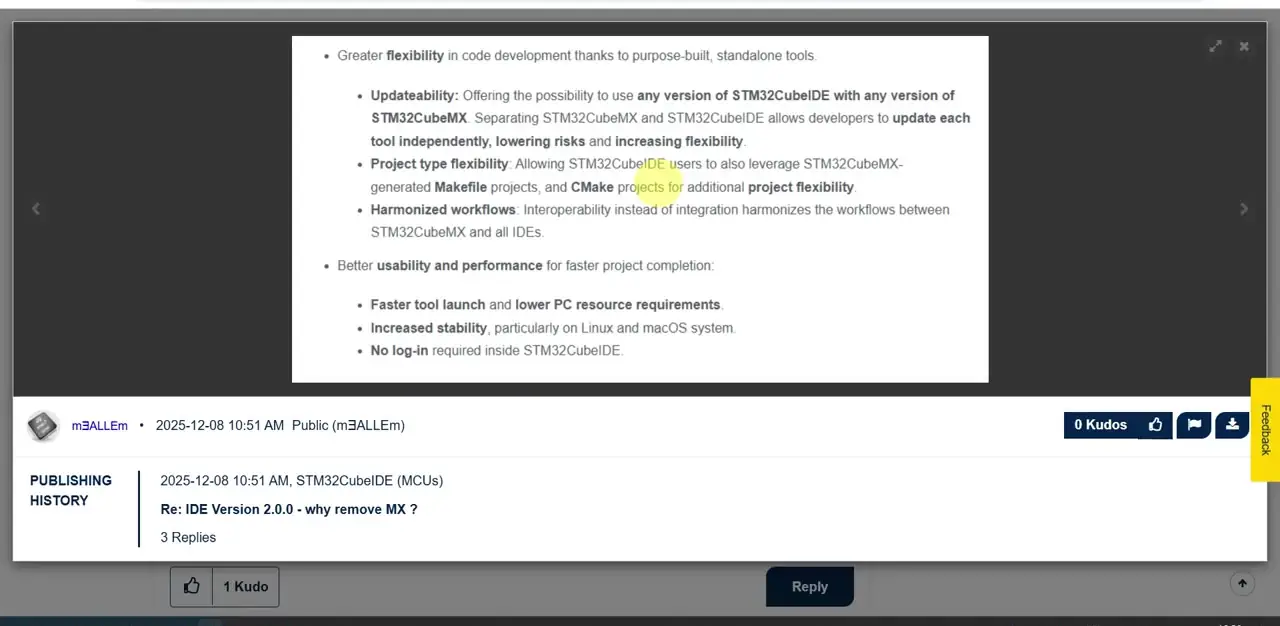 • Greater flexibility in code development thanks to purpose-built, standalone tools.
• Updateability: Offering the possibility to use any version of STM32CubeIDE with any version of
STM32CubeMX. Separating STM32CubeMX and STM32CubeIDE allows developers to update each
tool independently, lowering risks and increasing flexibility.
• Project type flexibility: Allowing STM32CubeIDE users to also leverage STM32CubeMX-
generated Makefile projects, and CMake projects for additional project flexibility.
• Harmonized workflows: Interoperability instead of integration harmonizes the workflows between
STM32CubeMX and all IDEs.
• Better usability and performance for faster project completion:
• Faster tool launch and lower PC resource requirements.
• Increased stability, particularly on Linux and macOS system.
• No log-in required inside STM32CubeIDE.
mƎALLEm • 2025-12-08 10:51 AM Public (mƎALLEm)
0 Kudos
Feedback
PUBLISHING
HISTORY
2025-12-08 10:51 AM, STM32CubeIDE (MCUs)
Re: IDE Version 2.0.0 - why remove MX ?
3 Replies
1 Kudo
Reply